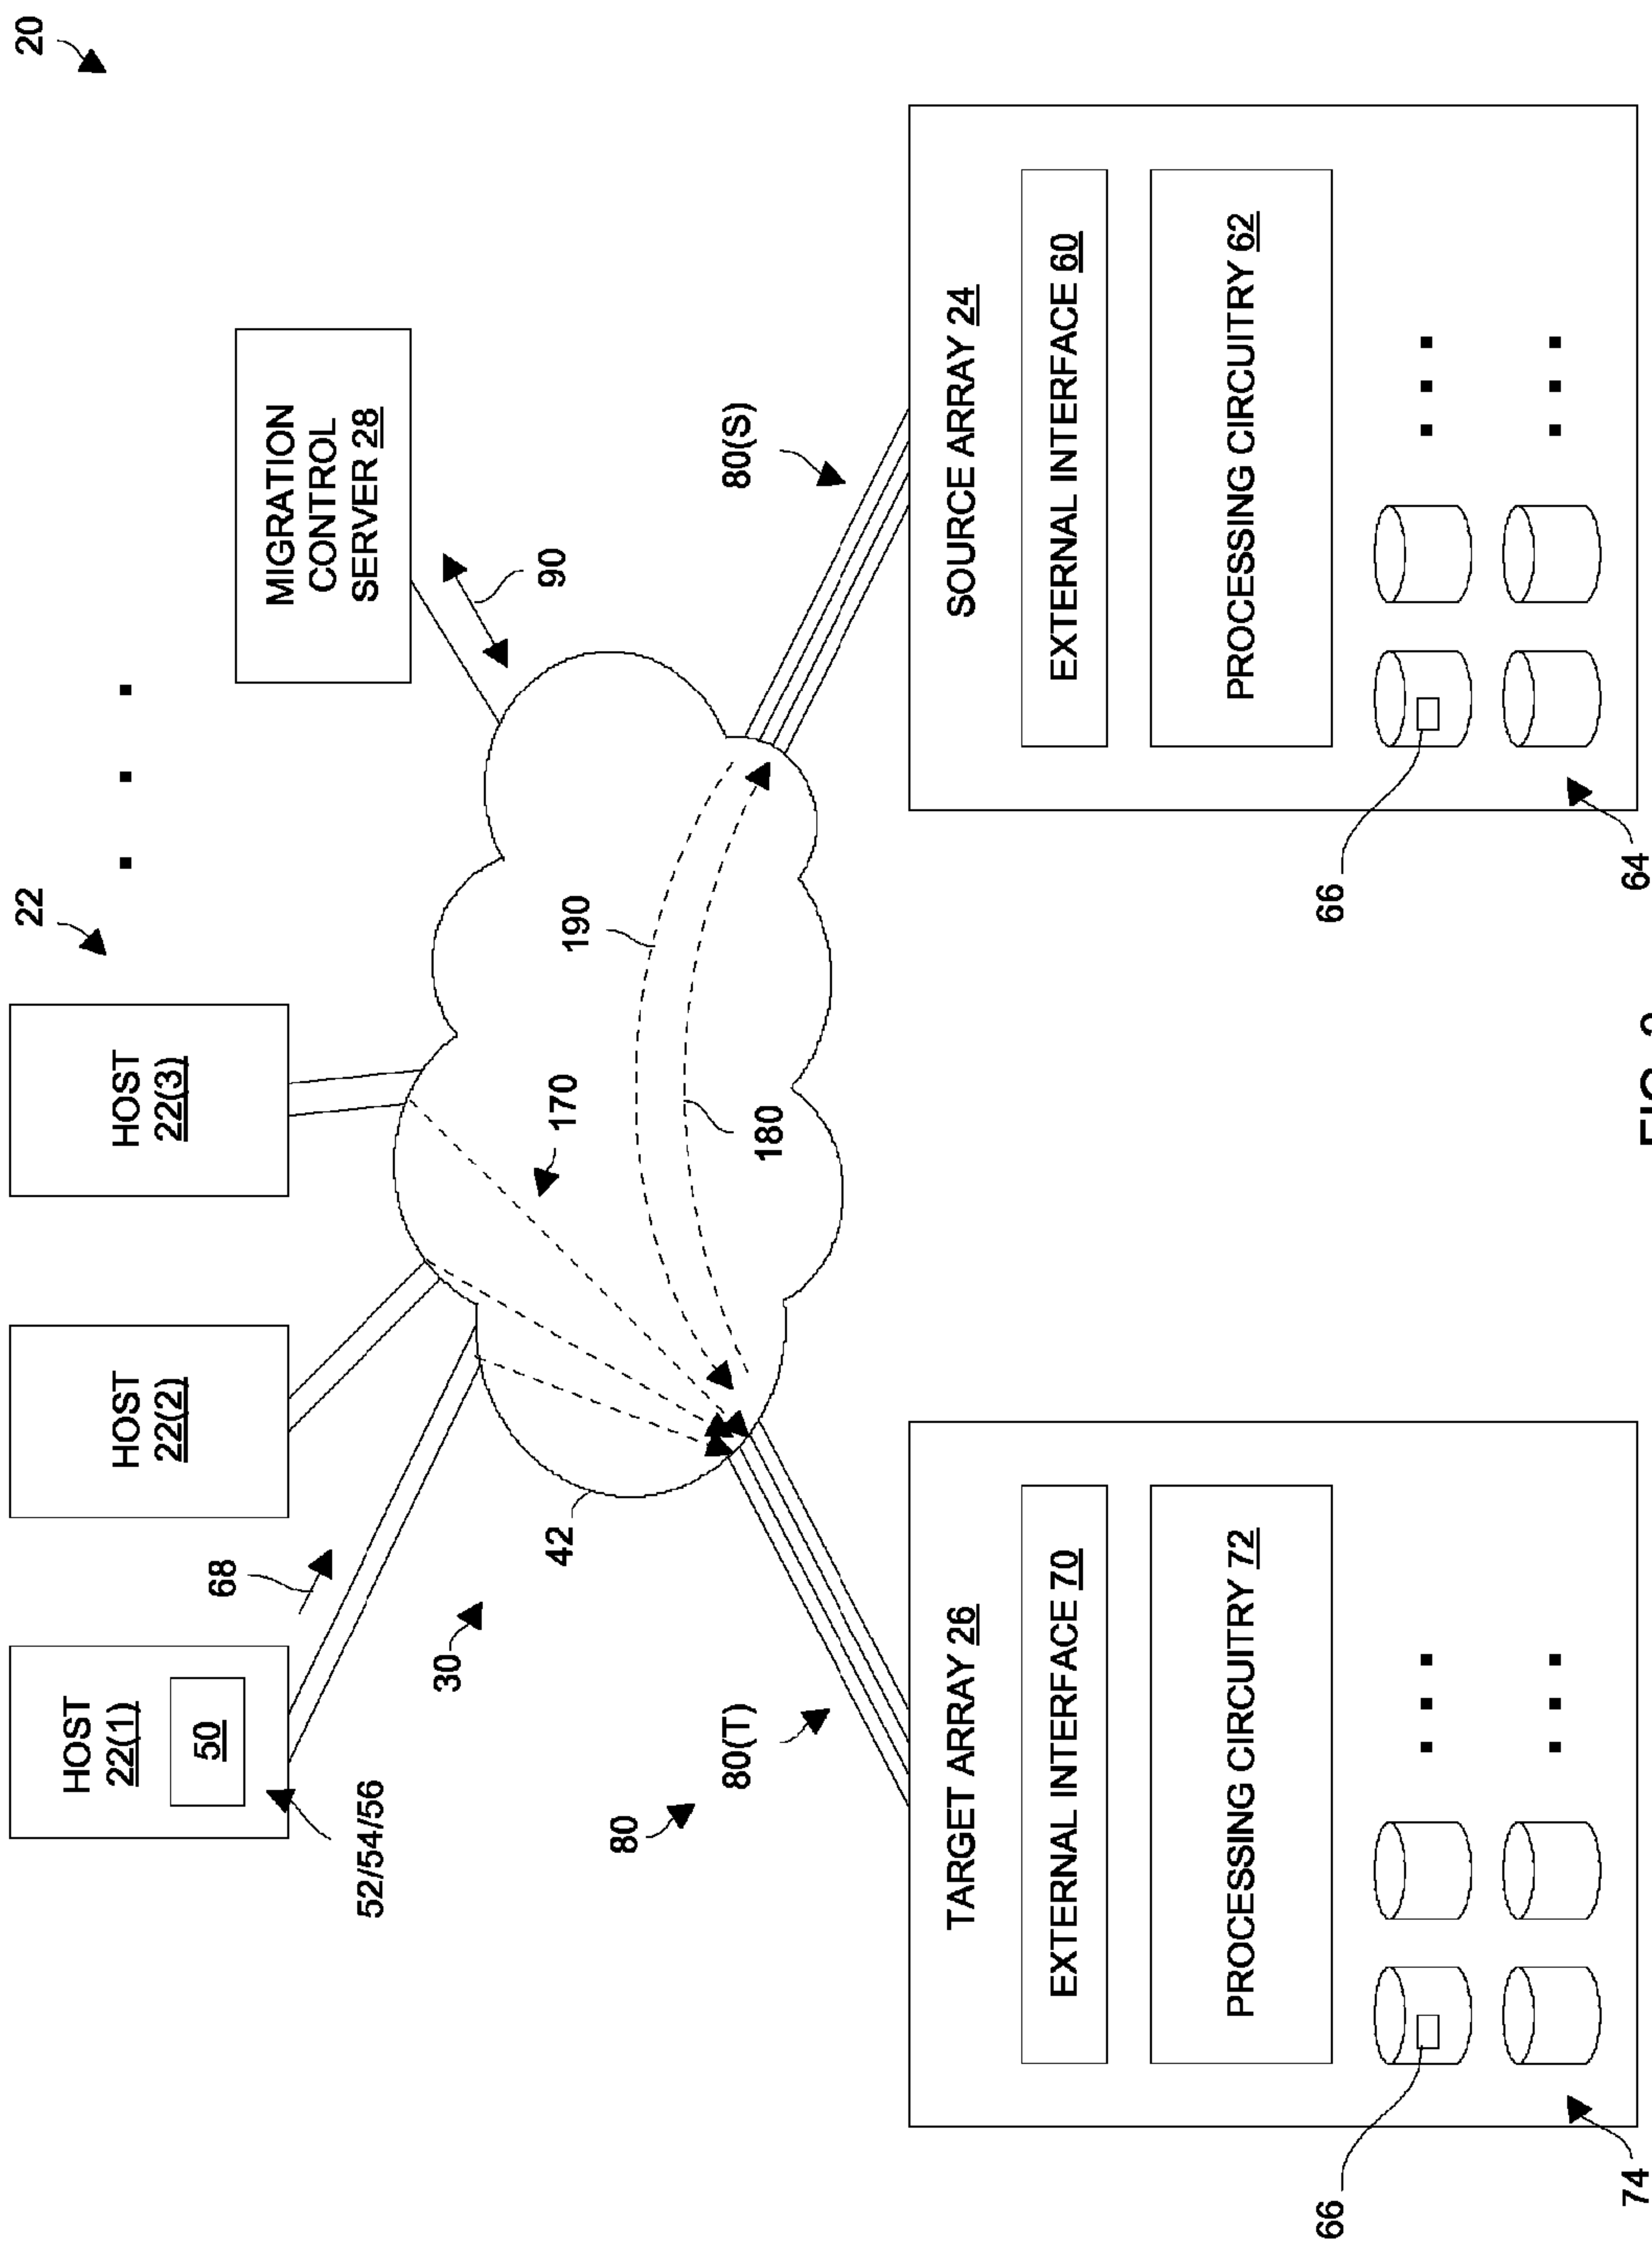 22
20
HOST
22(1)
50
HOST
22(2)
HOST
22(3)
68
52/54/56
MIGRATION
CONTROL
SERVER 28
30
42
170
190
90
180
80
80(T)
80(S)
TARGET ARRAY 26
EXTERNAL INTERFACE 70
PROCESSING CIRCUITRY 72
66
74
SOURCE ARRAY 24
EXTERNAL INTERFACE 60
PROCESSING CIRCUITRY 62
66
64
FIG.